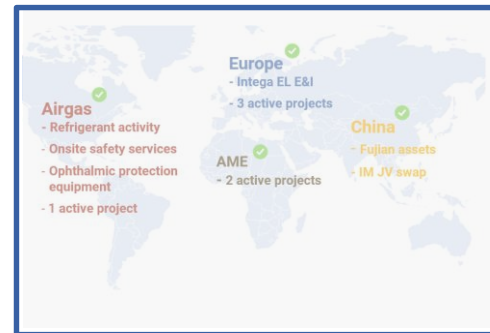 Airgas
- Refrigerant activity
- Onsite safety services
- Ophthalmic protection
equipment
- 1 active project
Europe
- Intega EL E&I
- 3 active projects
AME
- 2 active projects
China
- Fujian assets
- IM JV swap